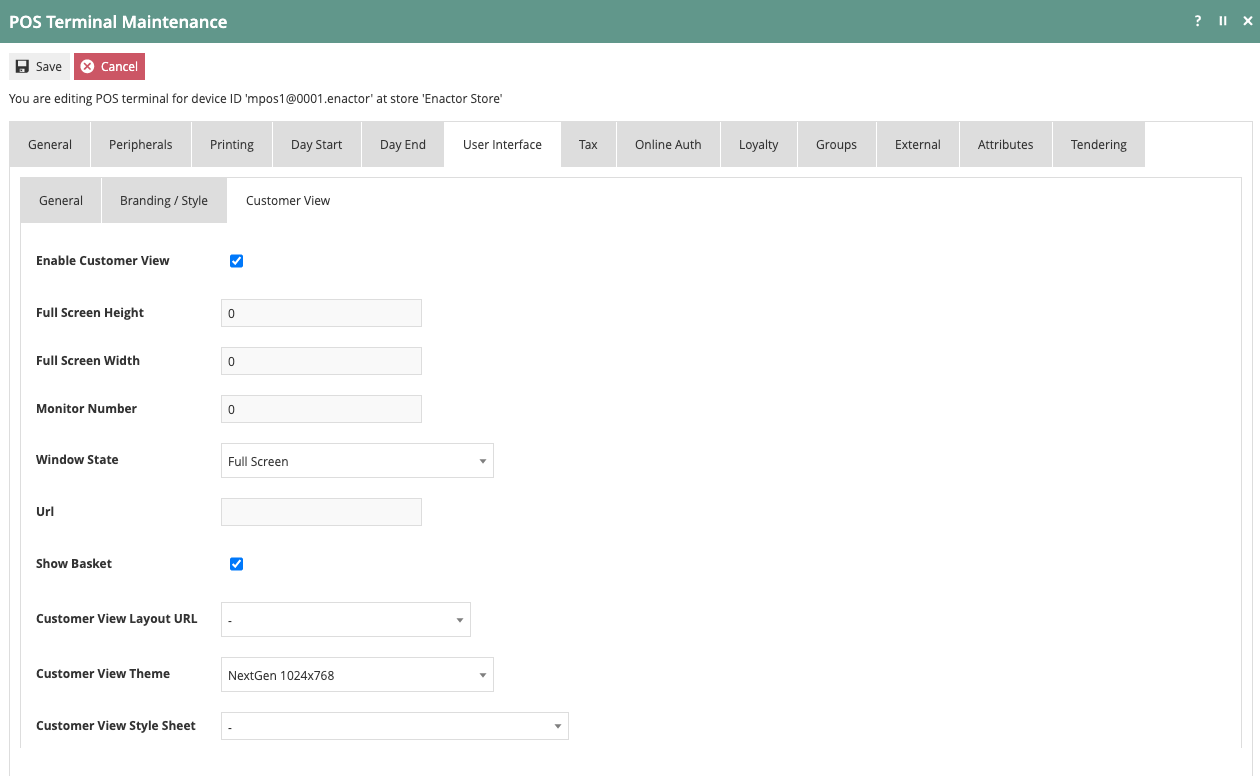 POS Terminal Maintenance
?
Save Cancel
You are editing POS terminal for device ID 'mpos1@0001.enactor' at store 'Enactor Store'
General Peripherals Printing Day Start Day End User Interface Tax Online Auth Loyalty Groups External Attributes Tendering
General Branding / Style Customer View
Enable Customer View
Full Screen Height 0
Full Screen Width 0
Monitor Number 0
Window State Full Screen
Url
Show Basket
Customer View Layout URL -
Customer View Theme NextGen 1024x768
Customer View Style Sheet -